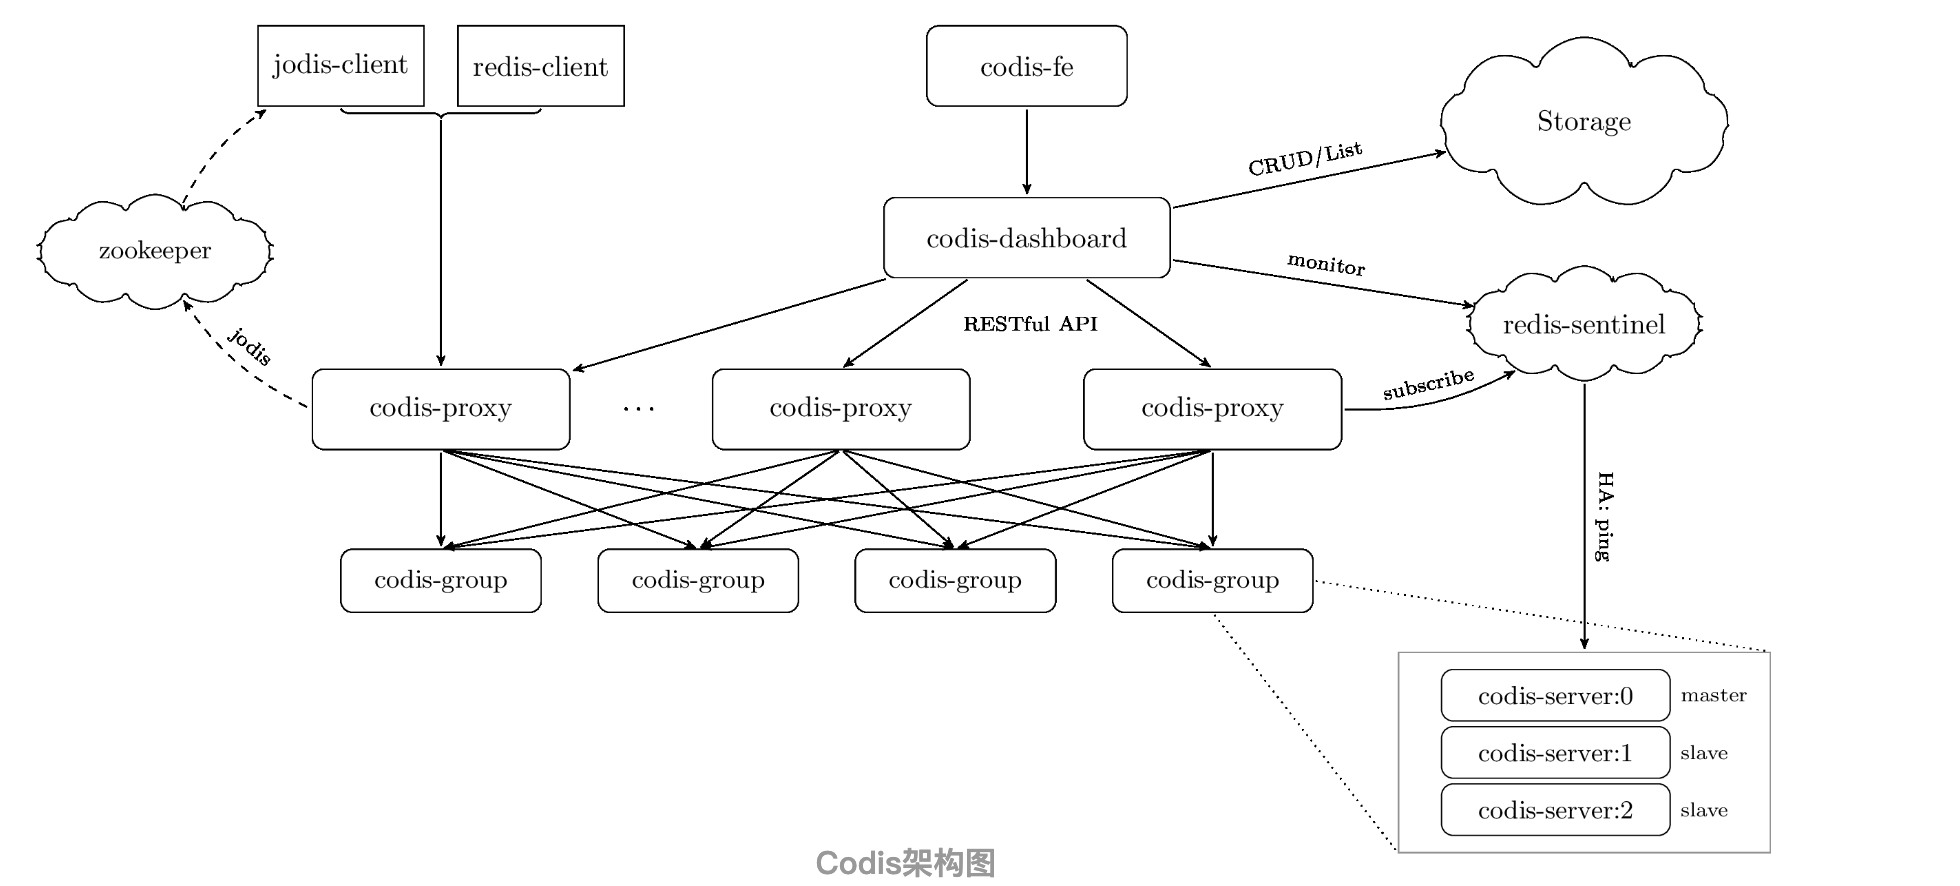 jodis-client
redis-client
codis-fe
Storage
CRUD/List
zookeeper
codis-dashboard
monitor
redis-sentinel
RESTful API
jodis
codis-proxy
...
codis-proxy
codis-proxy
subscribe
HA: ping
codis-group
codis-group
codis-group
codis-group
codis-server:0 master
codis-server:1 slave
codis-server:2 slave
Codis架构图